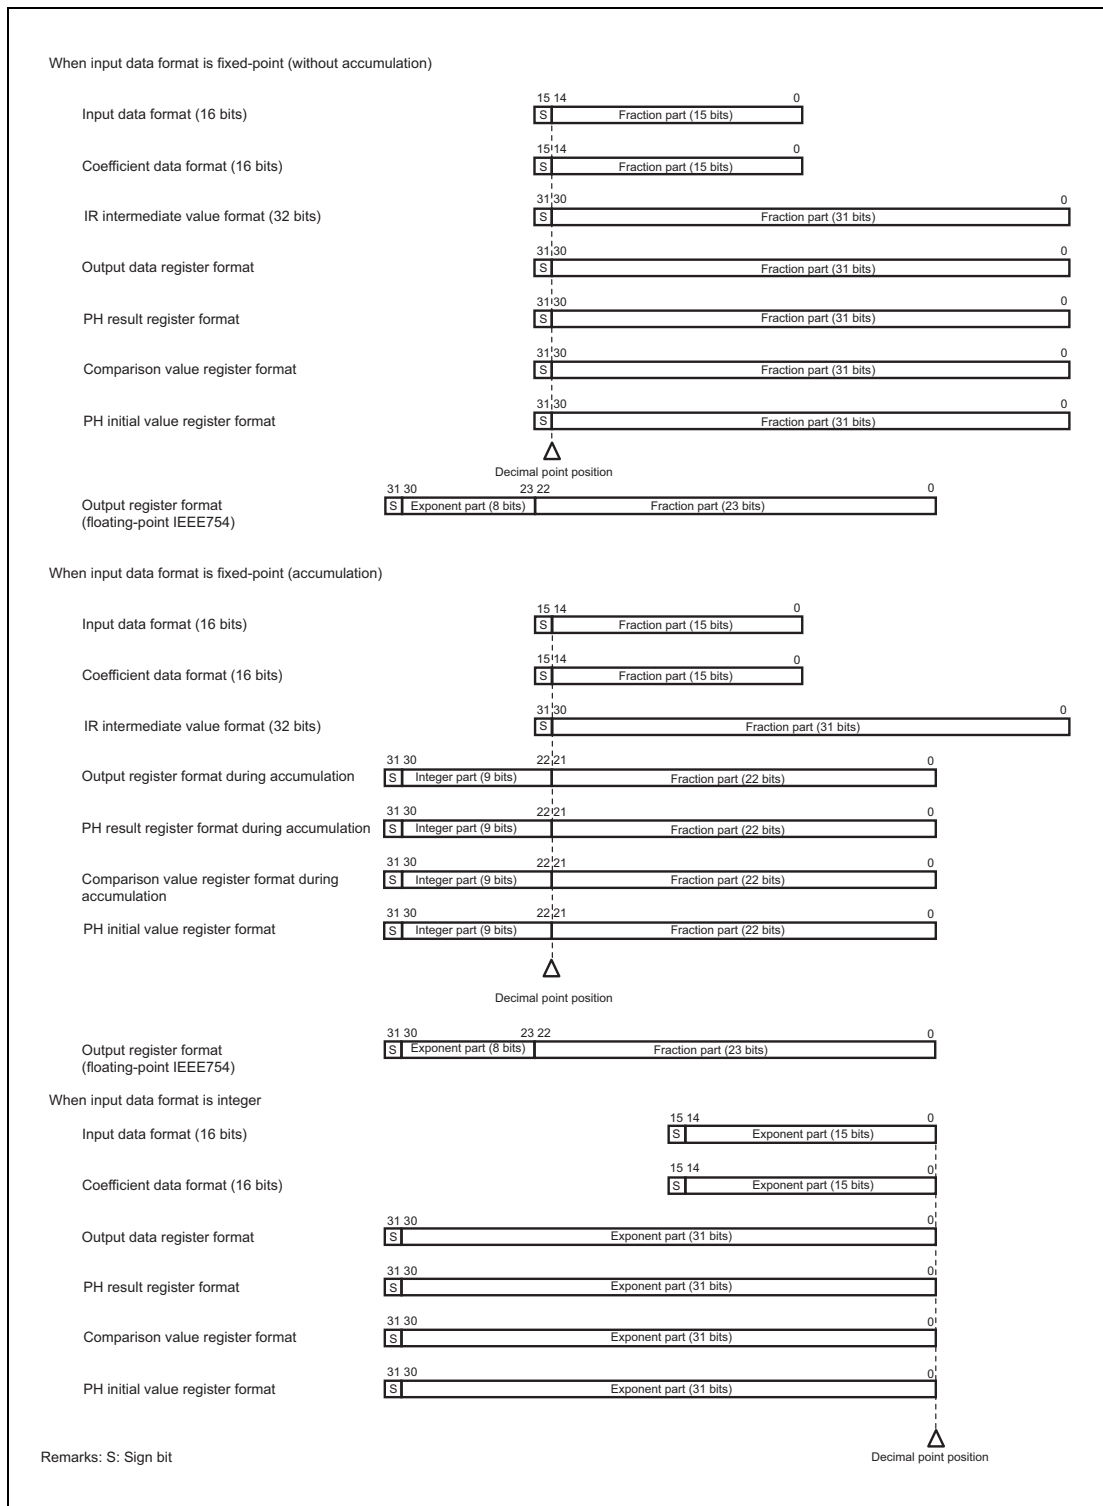 When input data format is fixed-point (without accumulation)
15 14 0
Input data format (16 bits) S Fraction part (15 bits)
15 14 0
Coefficient data format (16 bits) S Fraction part (15 bits)
31 30 0
IR intermediate value format (32 bits) S Fraction part (31 bits)
31 30 0
Output data register format S Fraction part (31 bits)
31 30 0
PH result register format S Fraction part (31 bits)
31 30 0
Comparison value register format S Fraction part (31 bits)
31 30 0
PH initial value register format S Fraction part (31 bits)
Decimal point position
31 30 23 22 0
Output register format S Exponent part (8 bits) Fraction part (23 bits)
(floating-point IEEE754)
When input data format is fixed-point (accumulation)
15 14 0
Input data format (16 bits) S Fraction part (15 bits)
15 14 0
Coefficient data format (16 bits) S Fraction part (15 bits)
31 30 0
IR intermediate value format (32 bits) S Fraction part (31 bits)
31 30 22 21 0
Output register format during accumulation S Integer part (9 bits) Fraction part (22 bits)
31 30 22 21 0
PH result register format during accumulation S Integer part (9 bits) Fraction part (22 bits)
31 30 22 21 0
Comparison value register format during S Integer part (9 bits) Fraction part (22 bits)
accumulation
31 30 22 21 0
PH initial value register format S Integer part (9 bits) Fraction part (22 bits)
Decimal point position
31 30 23 22 0
Output register format S Exponent part (8 bits) Fraction part (23 bits)
(floating-point IEEE754)
When input data format is integer
15 14 0
Input data format (16 bits) S Exponent part (15 bits)
15 14 0
Coefficient data format (16 bits) S Exponent part (15 bits)
31 30 0
Output data register format S Exponent part (31 bits)
31 30 0
PH result register format S Exponent part (31 bits)
31 30 0
Comparison value register format S Exponent part (31 bits)
31 30 0
PH initial value register format S Exponent part (31 bits)
Remarks: S: Sign bit Decimal point position